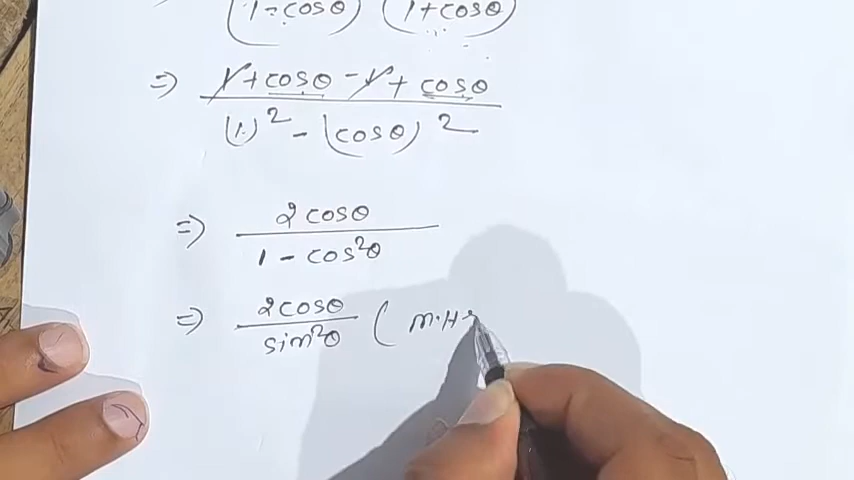 (1-cosθ) (1+cosθ)
=> 1+cosθ-1+cosθ
(1)² - (cosθ)²
=> 2cosθ
1 - cos²θ
=> 2cosθ
sin²θ ( M.H.S